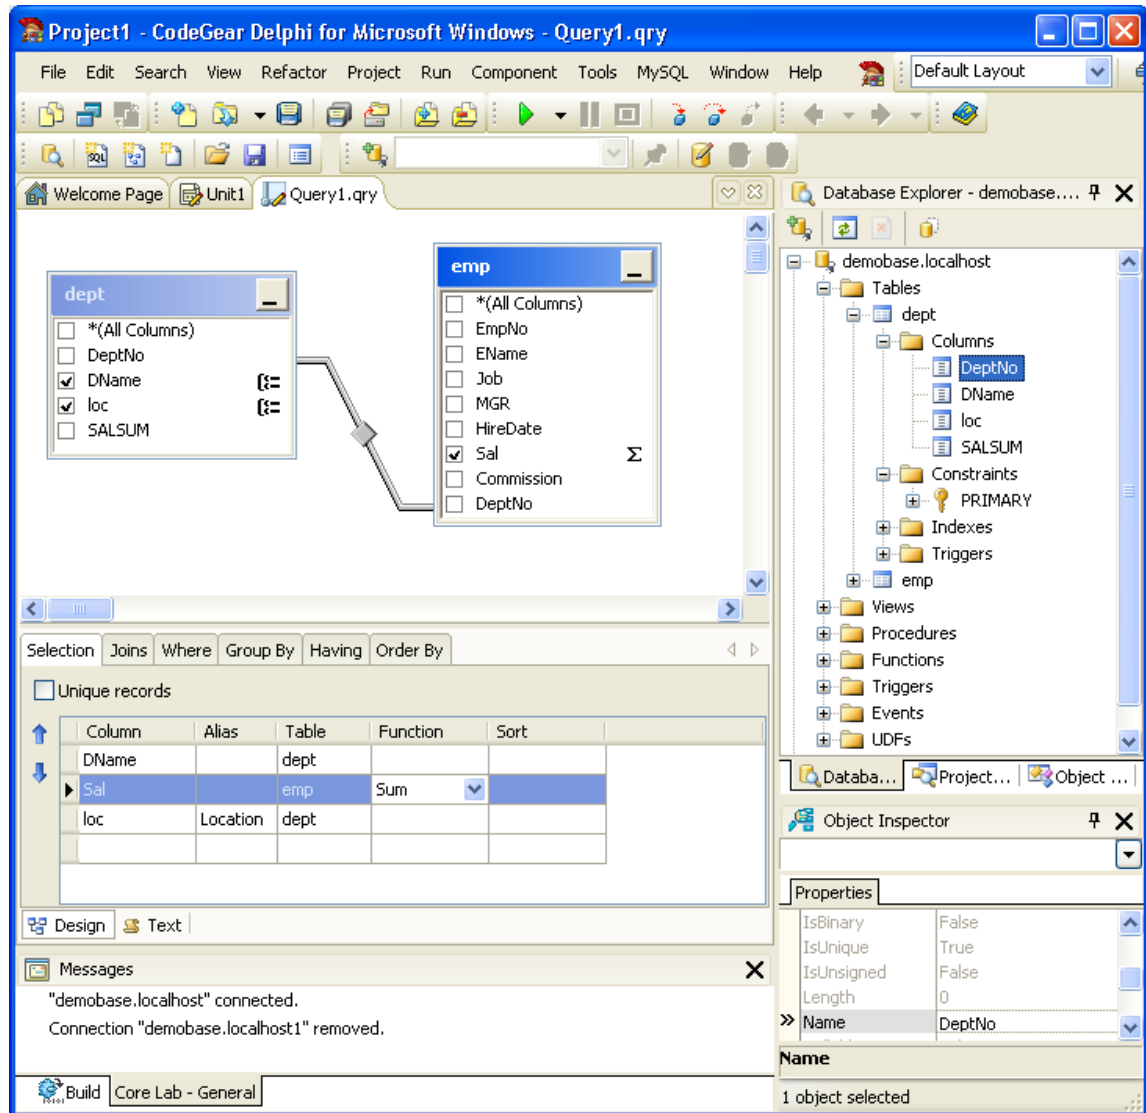 Project1 - CodeGear Delphi for Microsoft Windows - Query1.qry
File Edit Search View Refactor Project Run Component Tools MySQL Window Help Default Layout
SQL
Welcome Page Unit1 Query1.qry
dept
*(All Columns)
DeptNo
DName
loc
SALSUM
emp
*(All Columns)
EmpNo
EName
Job
MGR
HireDate
Sal Σ
Commission
DeptNo
Selection Joins Where Group By Having Order By
Unique records
Column Alias Table Function Sort
DName dept
Sal emp Sum
loc Location dept
Design Text
Messages
"demobase.localhost" connected.
Connection "demobase.localhost1" removed.
Build Core Lab - General
Database Explorer - demobase....
demobase.localhost
Tables
dept
Columns
DeptNo
DName
loc
SALSUM
Constraints
PRIMARY
Indexes
Triggers
emp
Views
Procedures
Functions
Triggers
Events
UDFs
Databa... Project... Object ...
Object Inspector
Properties
IsBinary False
IsUnique True
IsUnsigned False
Length 0
Name DeptNo
Name
1 object selected